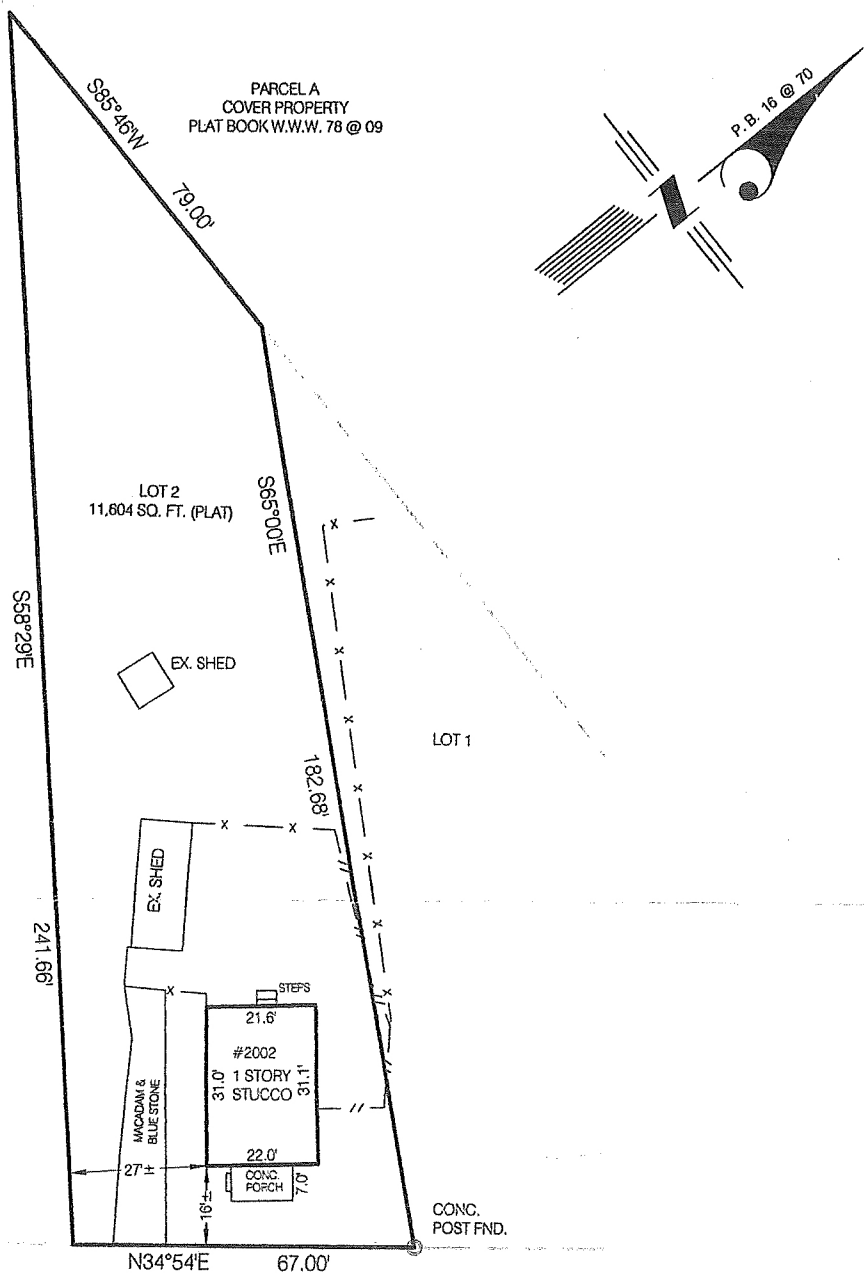 PARCEL A
COVER PROPERTY
PLAT BOOK W.W.W. 78 @ 09
P.B. 16 @ 70
S85°46'W
79.00'
LOT 2
11,604 SQ. FT. (PLAT)
S65°00'E
S58°29'E
EX. SHED
LOT 1
182.68'
EX. SHED
241.66'
STEPS
21.6'
#2002
1 STORY
STUCCO
31.0'
31.1'
MACADAM &
BLUE STONE
22.0'
27'±
CONC.
PORCH
7.0'
16'±
CONC.
POST FND.
N34°54'E
67.00'